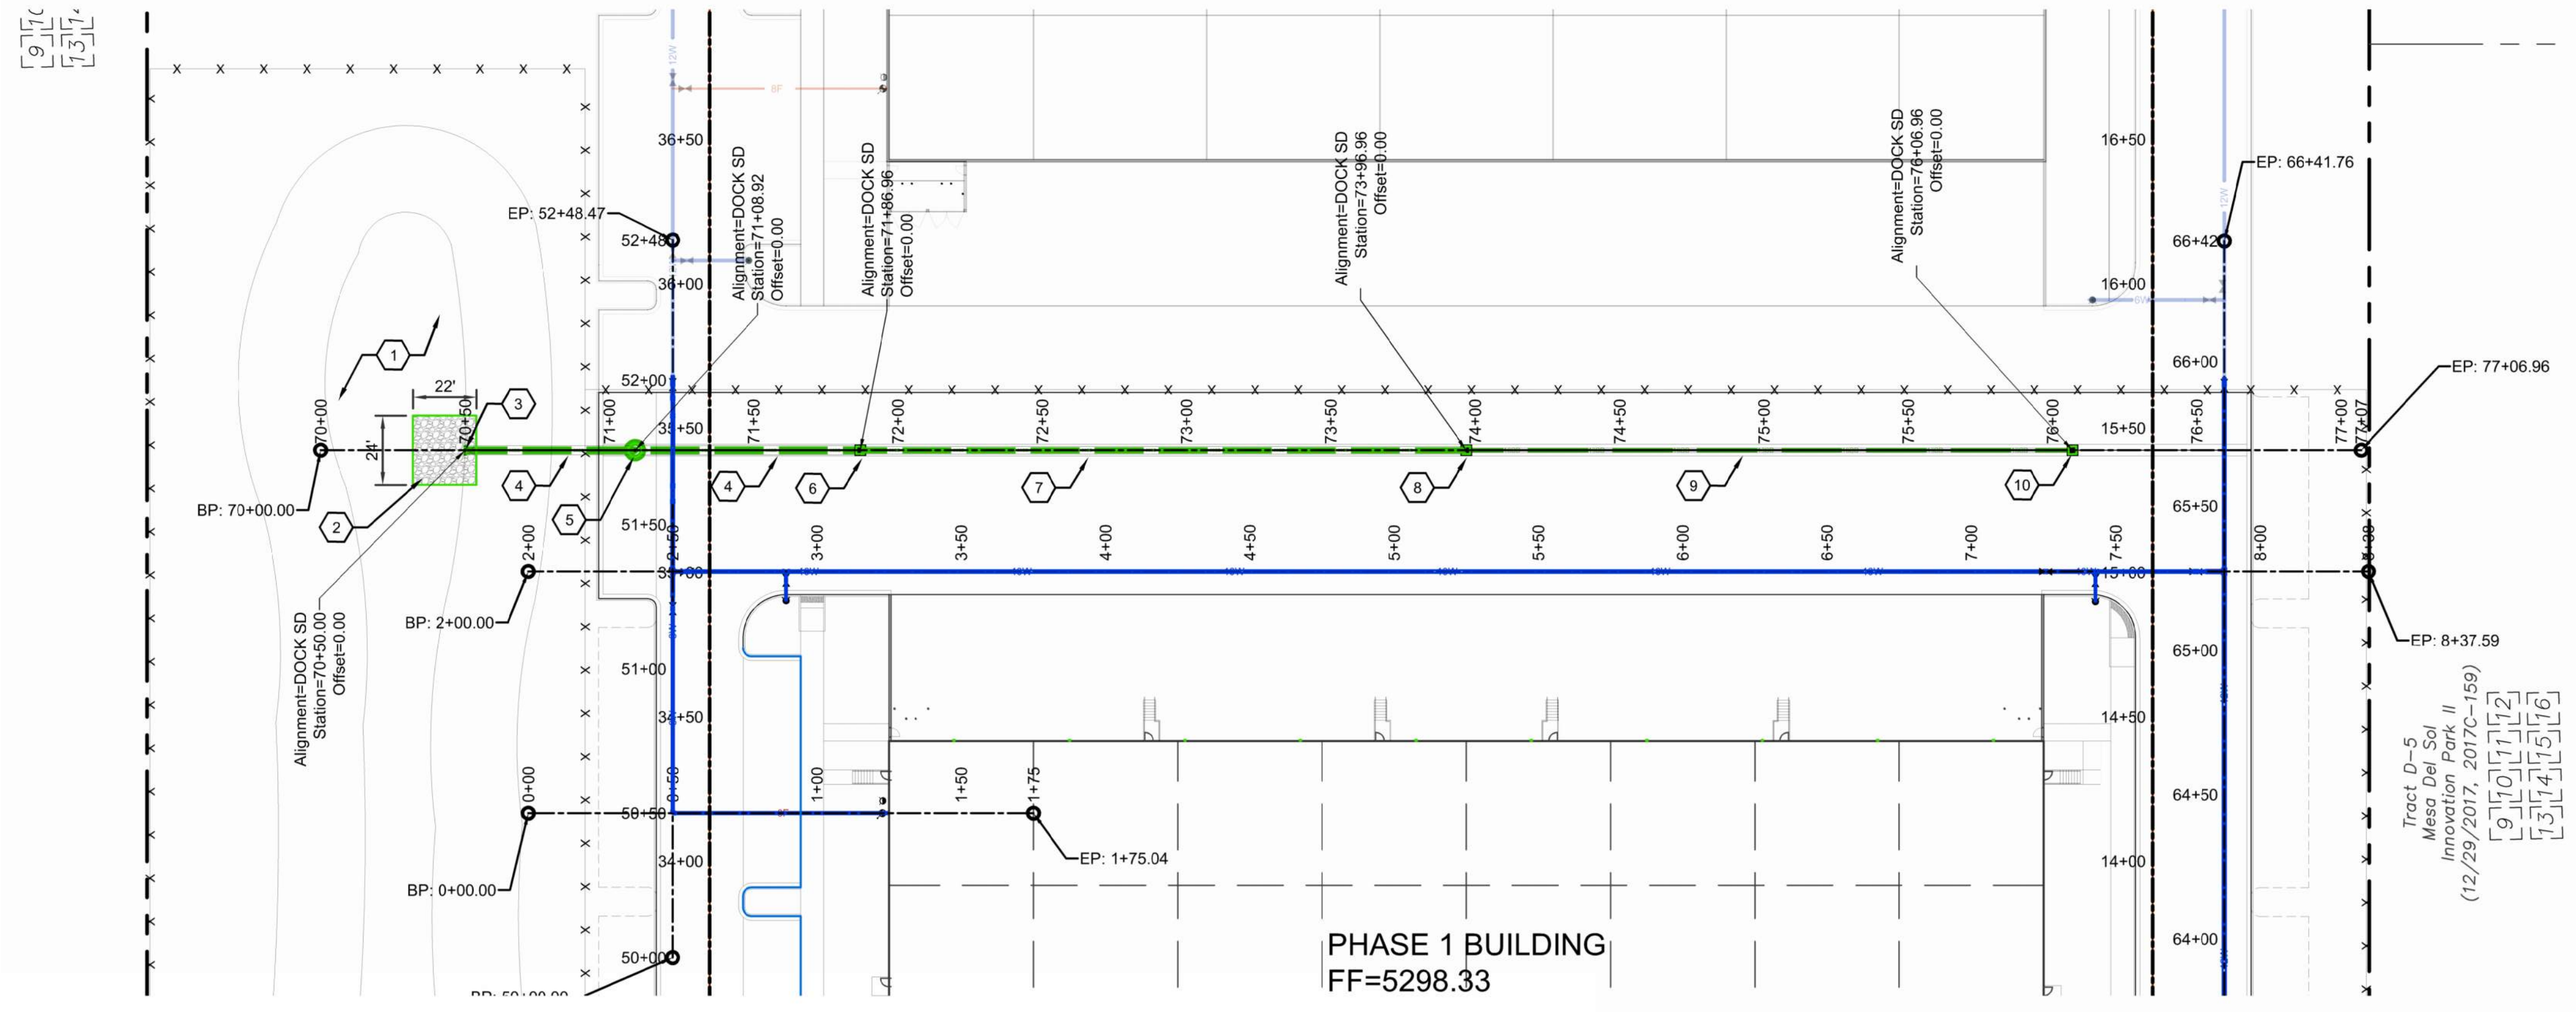 9 10
13 14
12W
8F
36+50
16+50
12W
EP: 66+41.76
EP: 52+48.47
52+48
66+42
Alignment=DOCK SD
Station=71+08.92
Offset=0.00
Alignment=DOCK SD
Station=71+86.96
Offset=0.00
Alignment=DOCK SD
Station=73+96.96
Offset=0.00
Alignment=DOCK SD
Station=76+06.96
Offset=0.00
36+00
16+00
6W
1
66+00
EP: 77+06.96
52+00
22'
3
70+00
70+50
71+00
35+50
71+50
72+00
72+50
73+00
73+50
74+00
74+50
75+00
75+50
76+00
15+50
76+50
77+00
77+07
24'
BP: 70+00.00
2
4
5
4
6
7
8
9
10
51+50
65+50
2+00
2+50
3+00
3+50
4+00
4+50
5+00
5+50
6+00
6+50
7+00
7+50
8+00
35+00
15+00
BP: 2+00.00
EP: 8+37.59
Alignment=DOCK SD
Station=70+50.00
Offset=0.00
51+00
65+00
34+50
14+50
Tract D-5
Mesa Del Sol
Innovation Park II
(12/29/2017, 2017C-159)
9 10 11 12
13 14 15 16
0+00
0+50
1+00
1+50
1+75
50+50
64+50
BP: 0+00.00
34+00
EP: 1+75.04
14+00
50+00
PHASE 1 BUILDING
FF=5298.33
64+00